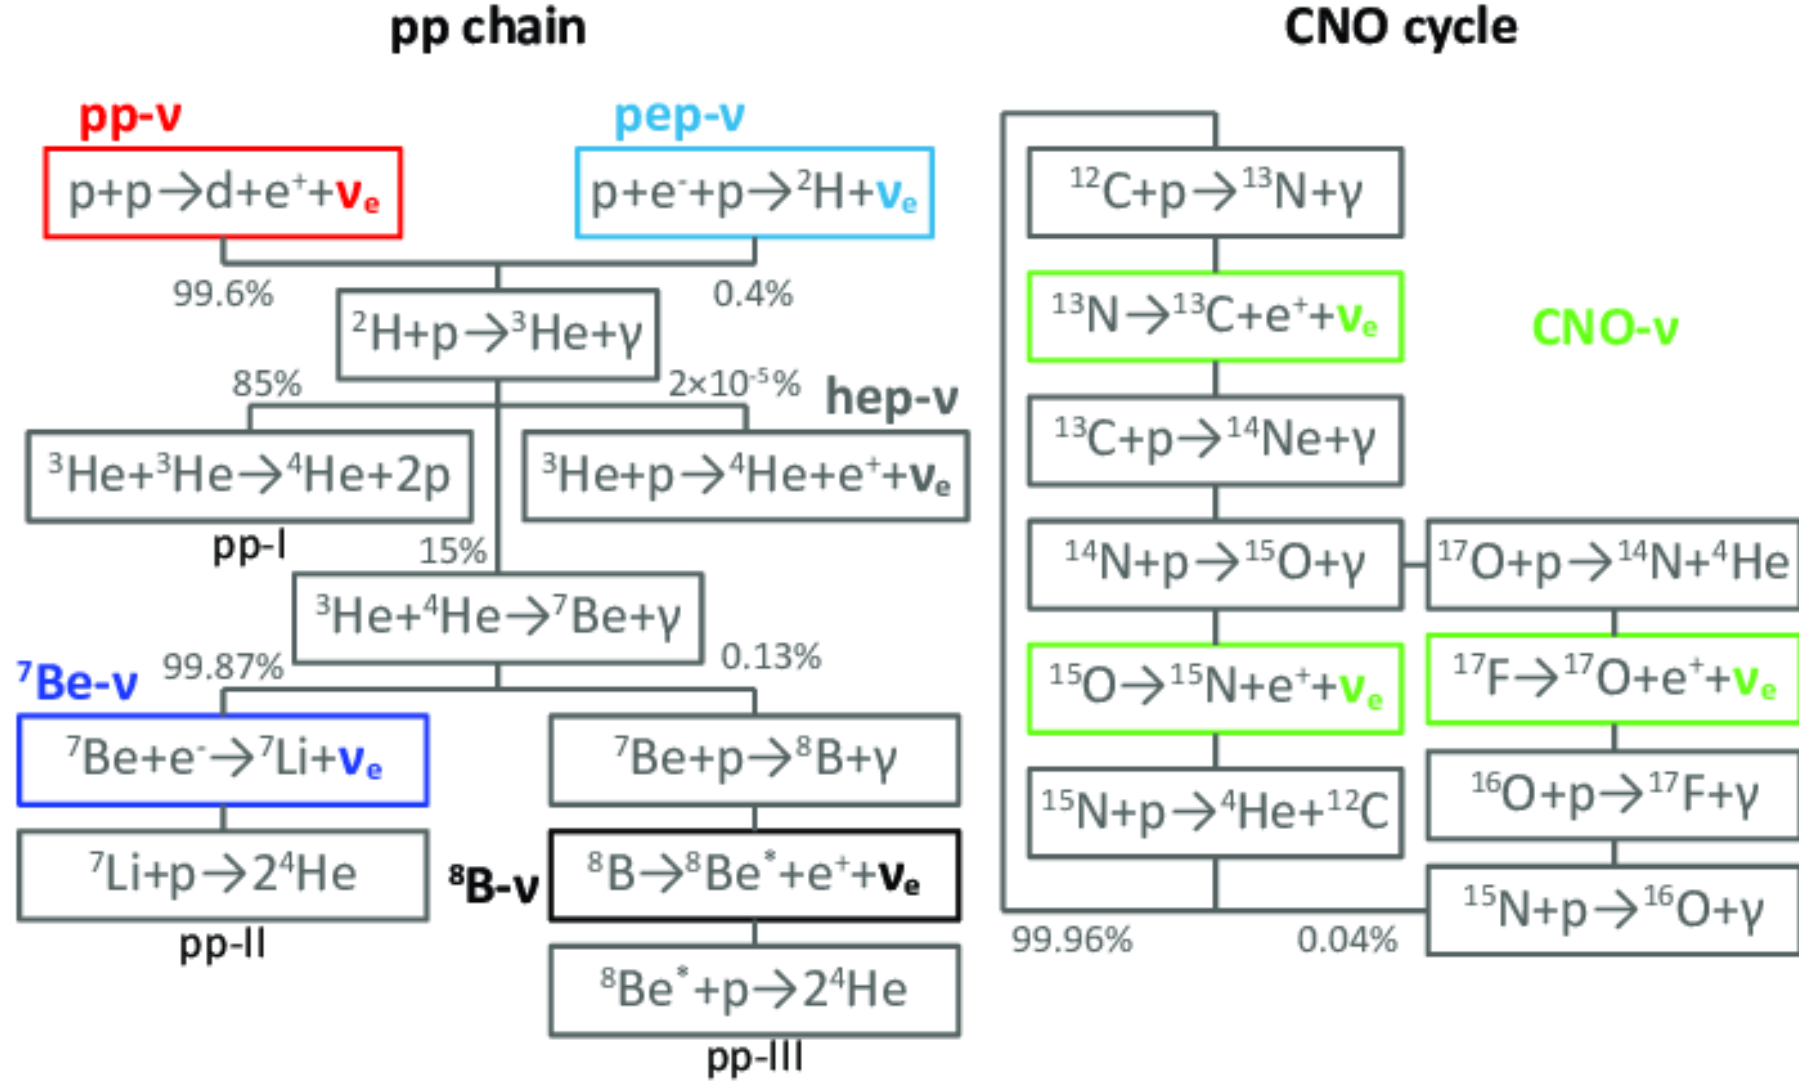 pp chain
pp-ν
pep-ν
p+p→d+e⁺+νₑ
p+e⁻+p→²H+νₑ
99.6%
0.4%
²H+p→³He+γ
85%
2×10⁻⁵%
hep-ν
³He+³He→⁴He+2p
³He+p→⁴He+e⁺+νₑ
pp-I
15%
³He+⁴He→⁷Be+γ
⁷Be-ν
99.87%
0.13%
⁷Be+e⁻→⁷Li+νₑ
⁷Be+p→⁸B+γ
⁷Li+p→2⁴He
⁸B-ν
⁸B→⁸Be*+e⁺+νₑ
pp-II
⁸Be*+p→2⁴He
pp-III
CNO cycle
¹²C+p→¹³N+γ
¹³N→¹³C+e⁺+νₑ
CNO-ν
¹³C+p→¹⁴Ne+γ
¹⁴N+p→¹⁵O+γ
¹⁷O+p→¹⁴N+⁴He
¹⁵O→¹⁵N+e⁺+νₑ
¹⁷F→¹⁷O+e⁺+νₑ
¹⁵N+p→⁴He+¹²C
¹⁶O+p→¹⁷F+γ
¹⁵N+p→¹⁶O+γ
99.96%
0.04%